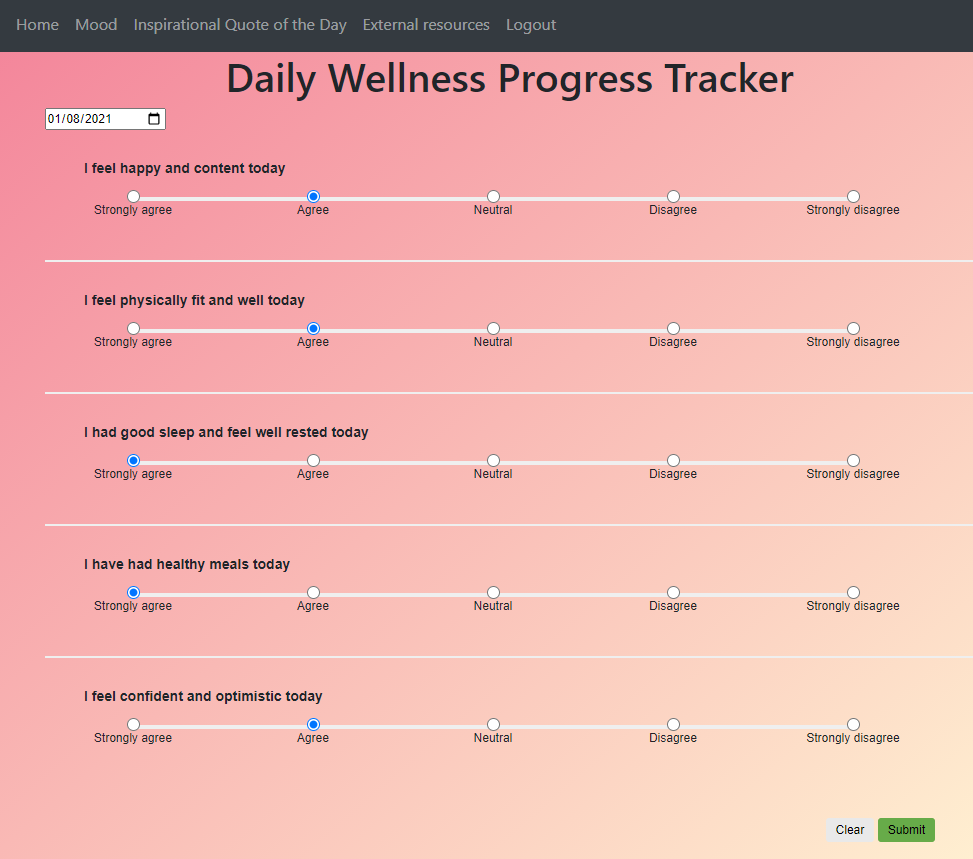 Home Mood Inspirational Quote of the Day External resources Logout
Daily Wellness Progress Tracker
01/08/2021
I feel happy and content today
Strongly agree Agree Neutral Disagree Strongly disagree
I feel physically fit and well today
Strongly agree Agree Neutral Disagree Strongly disagree
I had good sleep and feel well rested today
Strongly agree Agree Neutral Disagree Strongly disagree
I have had healthy meals today
Strongly agree Agree Neutral Disagree Strongly disagree
I feel confident and optimistic today
Strongly agree Agree Neutral Disagree Strongly disagree
Clear Submit